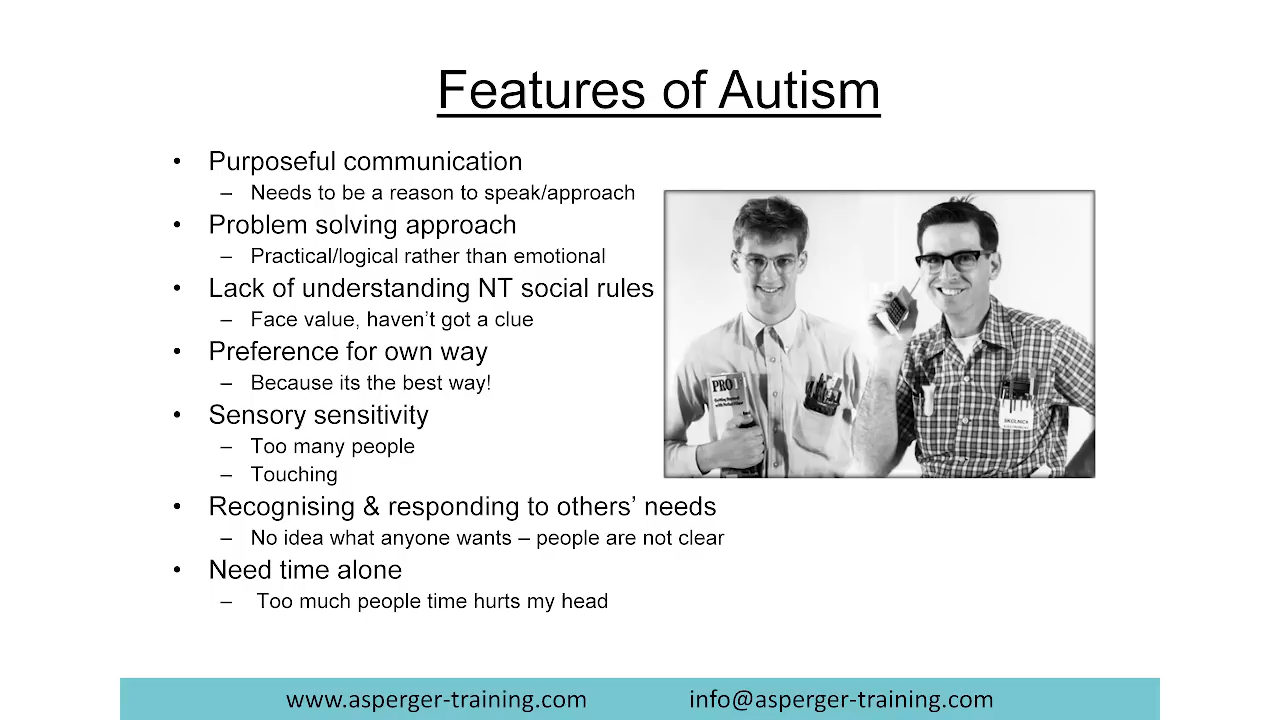 Features of Autism
• Purposeful communication
– Needs to be a reason to speak/approach
• Problem solving approach
– Practical/logical rather than emotional
• Lack of understanding NT social rules
– Face value, haven’t got a clue
• Preference for own way
– Because its the best way!
• Sensory sensitivity
– Too many people
– Touching
• Recognising & responding to others’ needs
– No idea what anyone wants – people are not clear
• Need time alone
– Too much people time hurts my head
PRO
SKOLNICK
www.asperger-training.com info@asperger-training.com